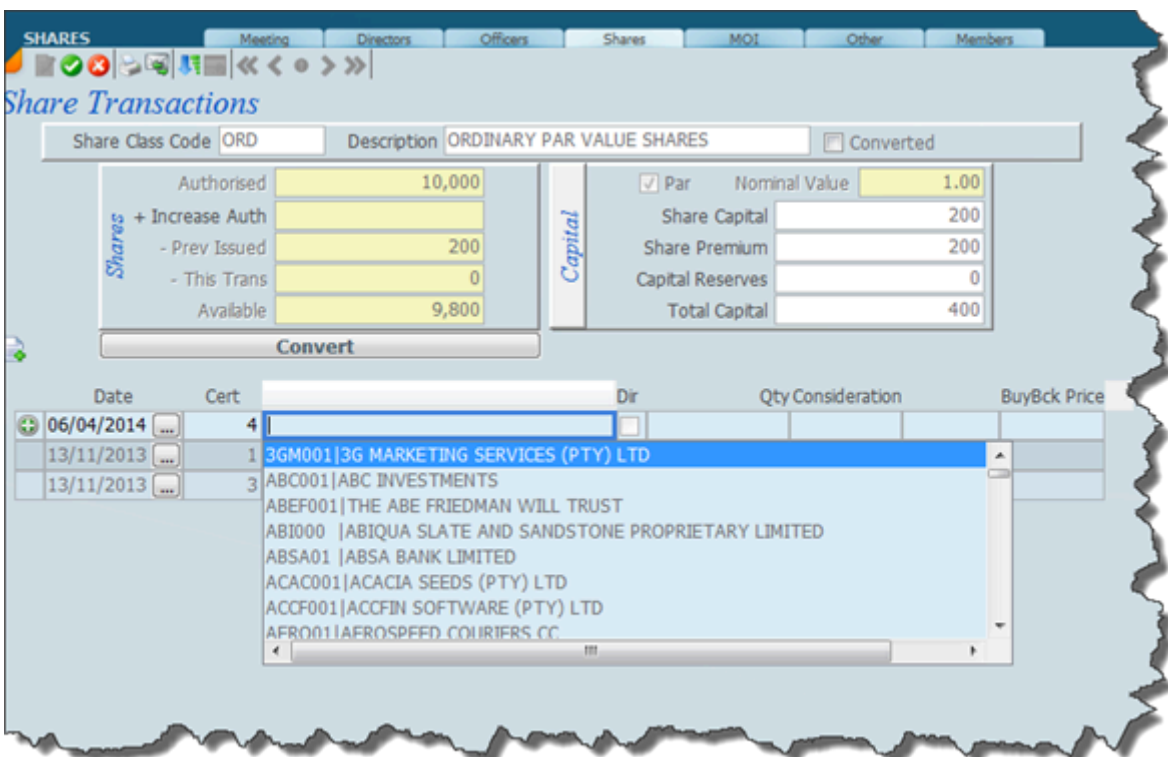 SHARES Meeting Directors Officers Shares MOI Other Members
Share Transactions
Share Class Code ORD Description ORDINARY PAR VALUE SHARES Converted
Shares
Authorised 10,000
+ Increase Auth
- Prev Issued 200
- This Trans 0
Available 9,800
Capital
Par Nominal Value 1.00
Share Capital 200
Share Premium 200
Capital Reserves 0
Total Capital 400
Convert
Date Cert Dir Qty Consideration BuyBck Price
06/04/2014 ... 4
13/11/2013 ... 1
13/11/2013 ... 3
3GM001|3G MARKETING SERVICES (PTY) LTD
ABC001|ABC INVESTMENTS
ABEF001|THE ABE FRIEDMAN WILL TRUST
ABI000 |ABIQUA SLATE AND SANDSTONE PROPRIETARY LIMITED
ABSA01 |ABSA BANK LIMITED
ACAC001|ACACIA SEEDS (PTY) LTD
ACCF001|ACCFIN SOFTWARE (PTY) LTD
AERO01|AEROSPEED COURIERS CC